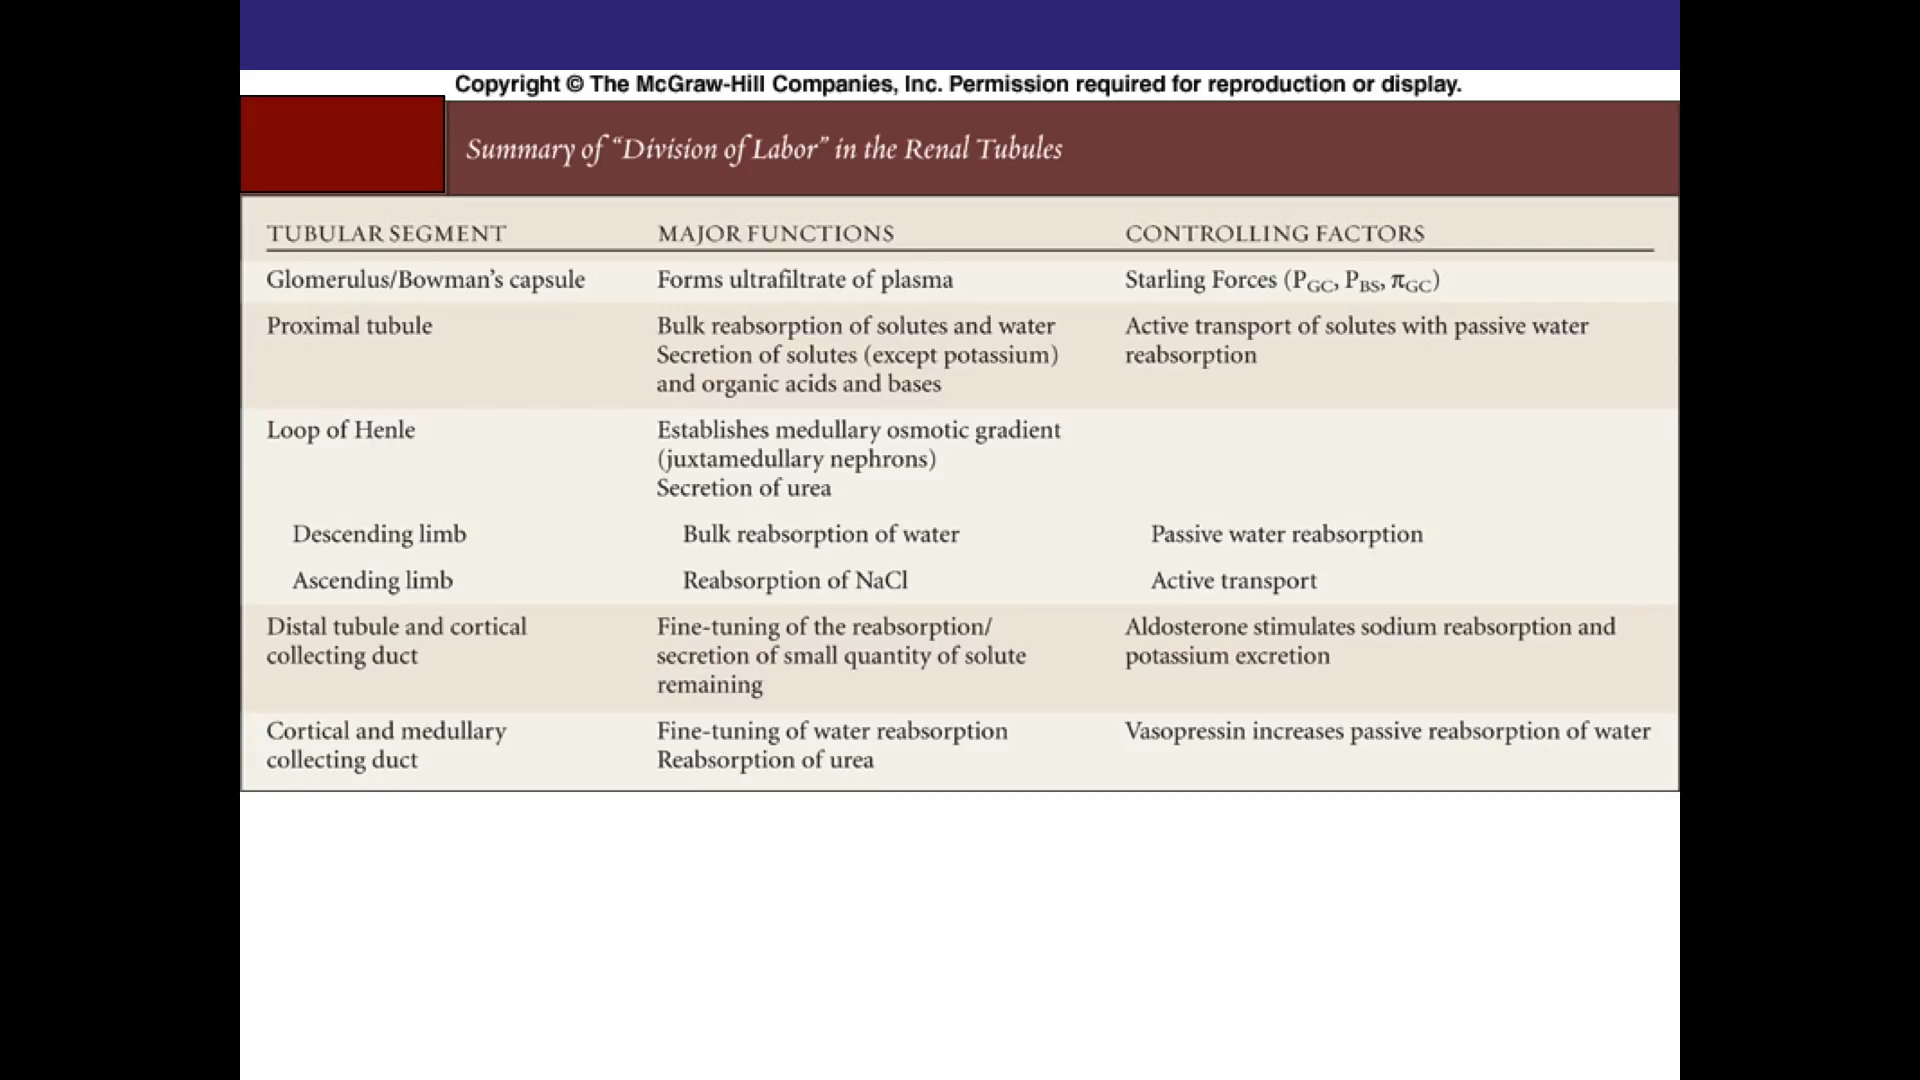 Copyright © The McGraw-Hill Companies, Inc. Permission required for reproduction or display.
Summary of “Division of Labor” in the Renal Tubules
TUBULAR SEGMENT MAJOR FUNCTIONS CONTROLLING FACTORS
Glomerulus/Bowman’s capsule Forms ultrafiltrate of plasma Starling Forces (PGC, PBS, πGC)
Proximal tubule Bulk reabsorption of solutes and water Active transport of solutes with passive water
Secretion of solutes (except potassium) reabsorption
and organic acids and bases
Loop of Henle Establishes medullary osmotic gradient
(juxtamedullary nephrons)
Secretion of urea
Descending limb Bulk reabsorption of water Passive water reabsorption
Ascending limb Reabsorption of NaCl Active transport
Distal tubule and cortical Fine-tuning of the reabsorption/ Aldosterone stimulates sodium reabsorption and
collecting duct secretion of small quantity of solute potassium excretion
remaining
Cortical and medullary Fine-tuning of water reabsorption Vasopressin increases passive reabsorption of water
collecting duct Reabsorption of urea